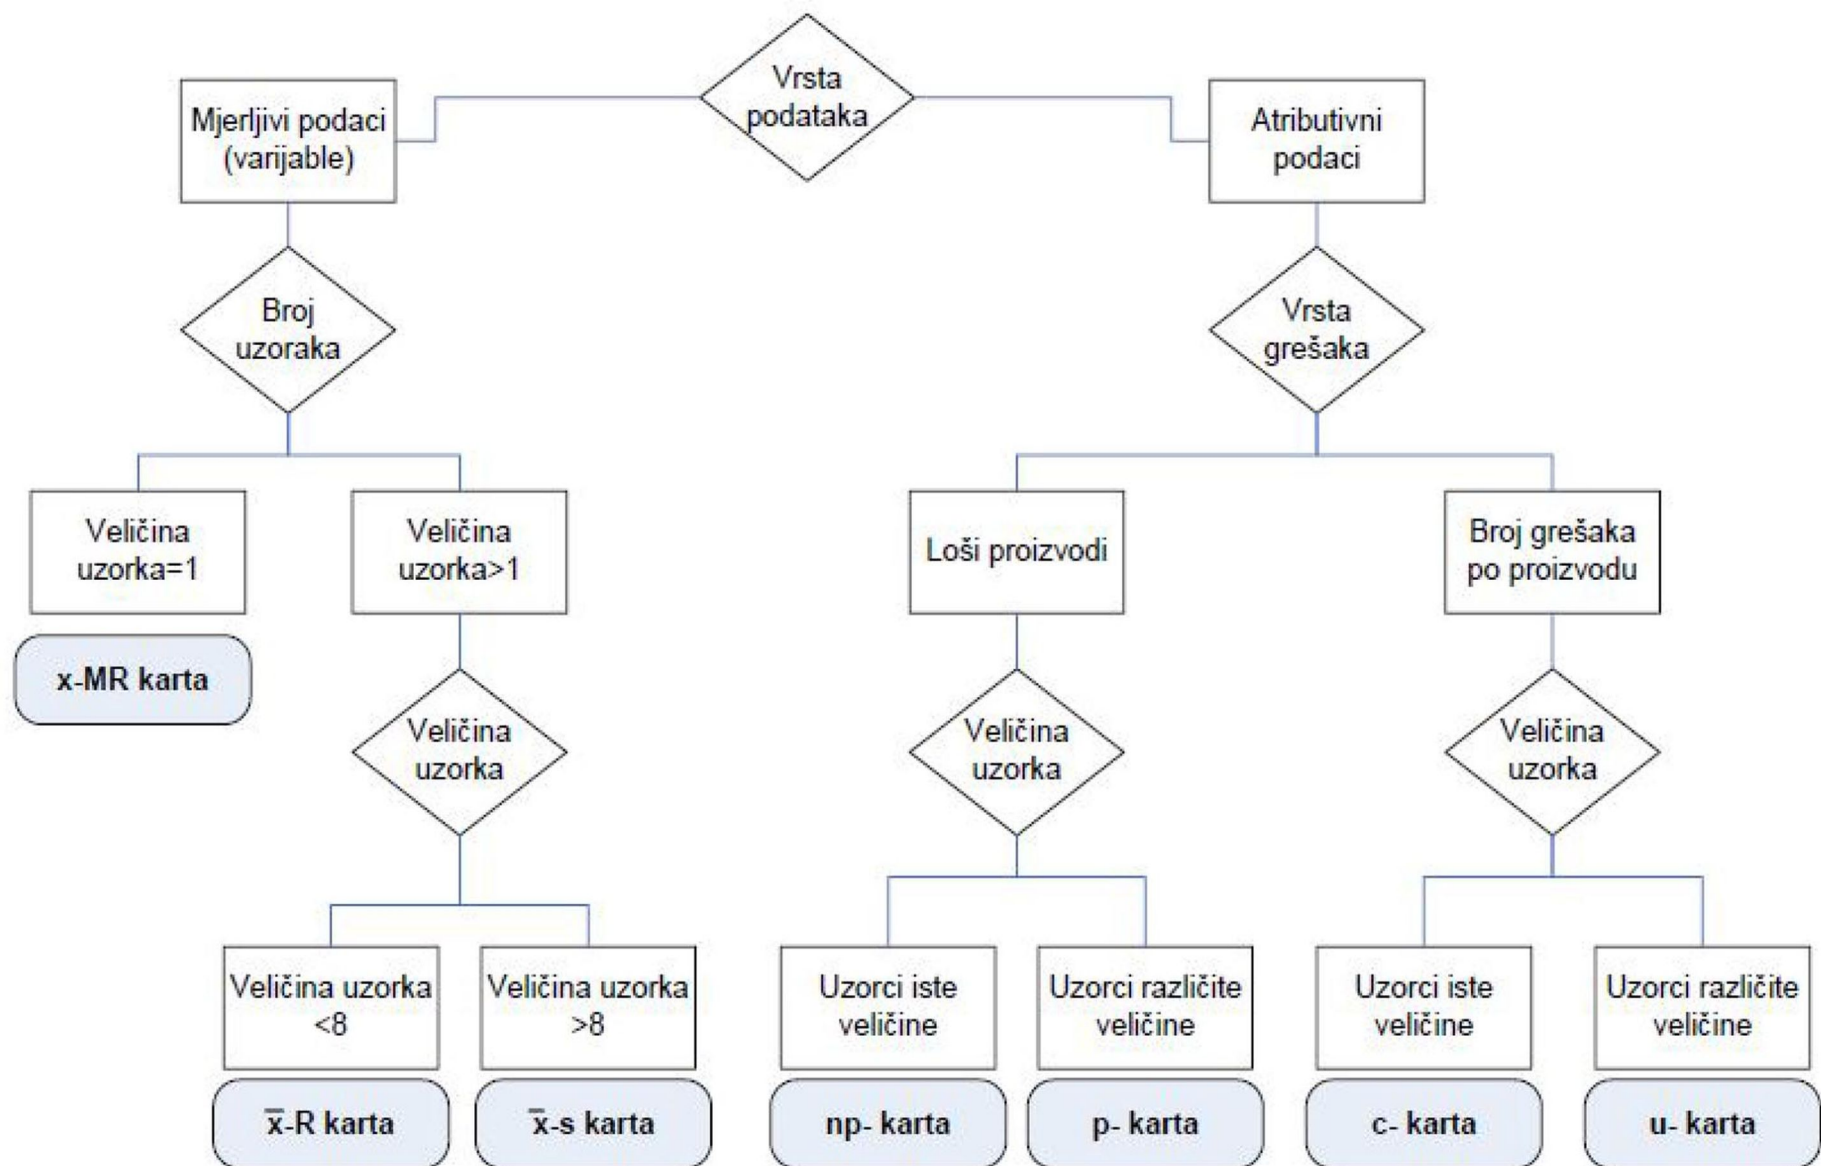 Vrsta
podataka
Mjerljivi podaci
(varijable)
Atributivni
podaci
Broj
uzoraka
Vrsta
grešaka
Veličina
uzorka=1
Veličina
uzorka>1
Loši proizvodi
Broj grešaka
po proizvodu
x-MR karta
Veličina
uzorka
Veličina
uzorka
Veličina
uzorka
Veličina uzorka
<8
Veličina uzorka
>8
Uzorci iste
veličine
Uzorci različite
veličine
Uzorci iste
veličine
Uzorci različite
veličine
x̅-R karta
x̅-s karta
np- karta
p- karta
c- karta
u- karta